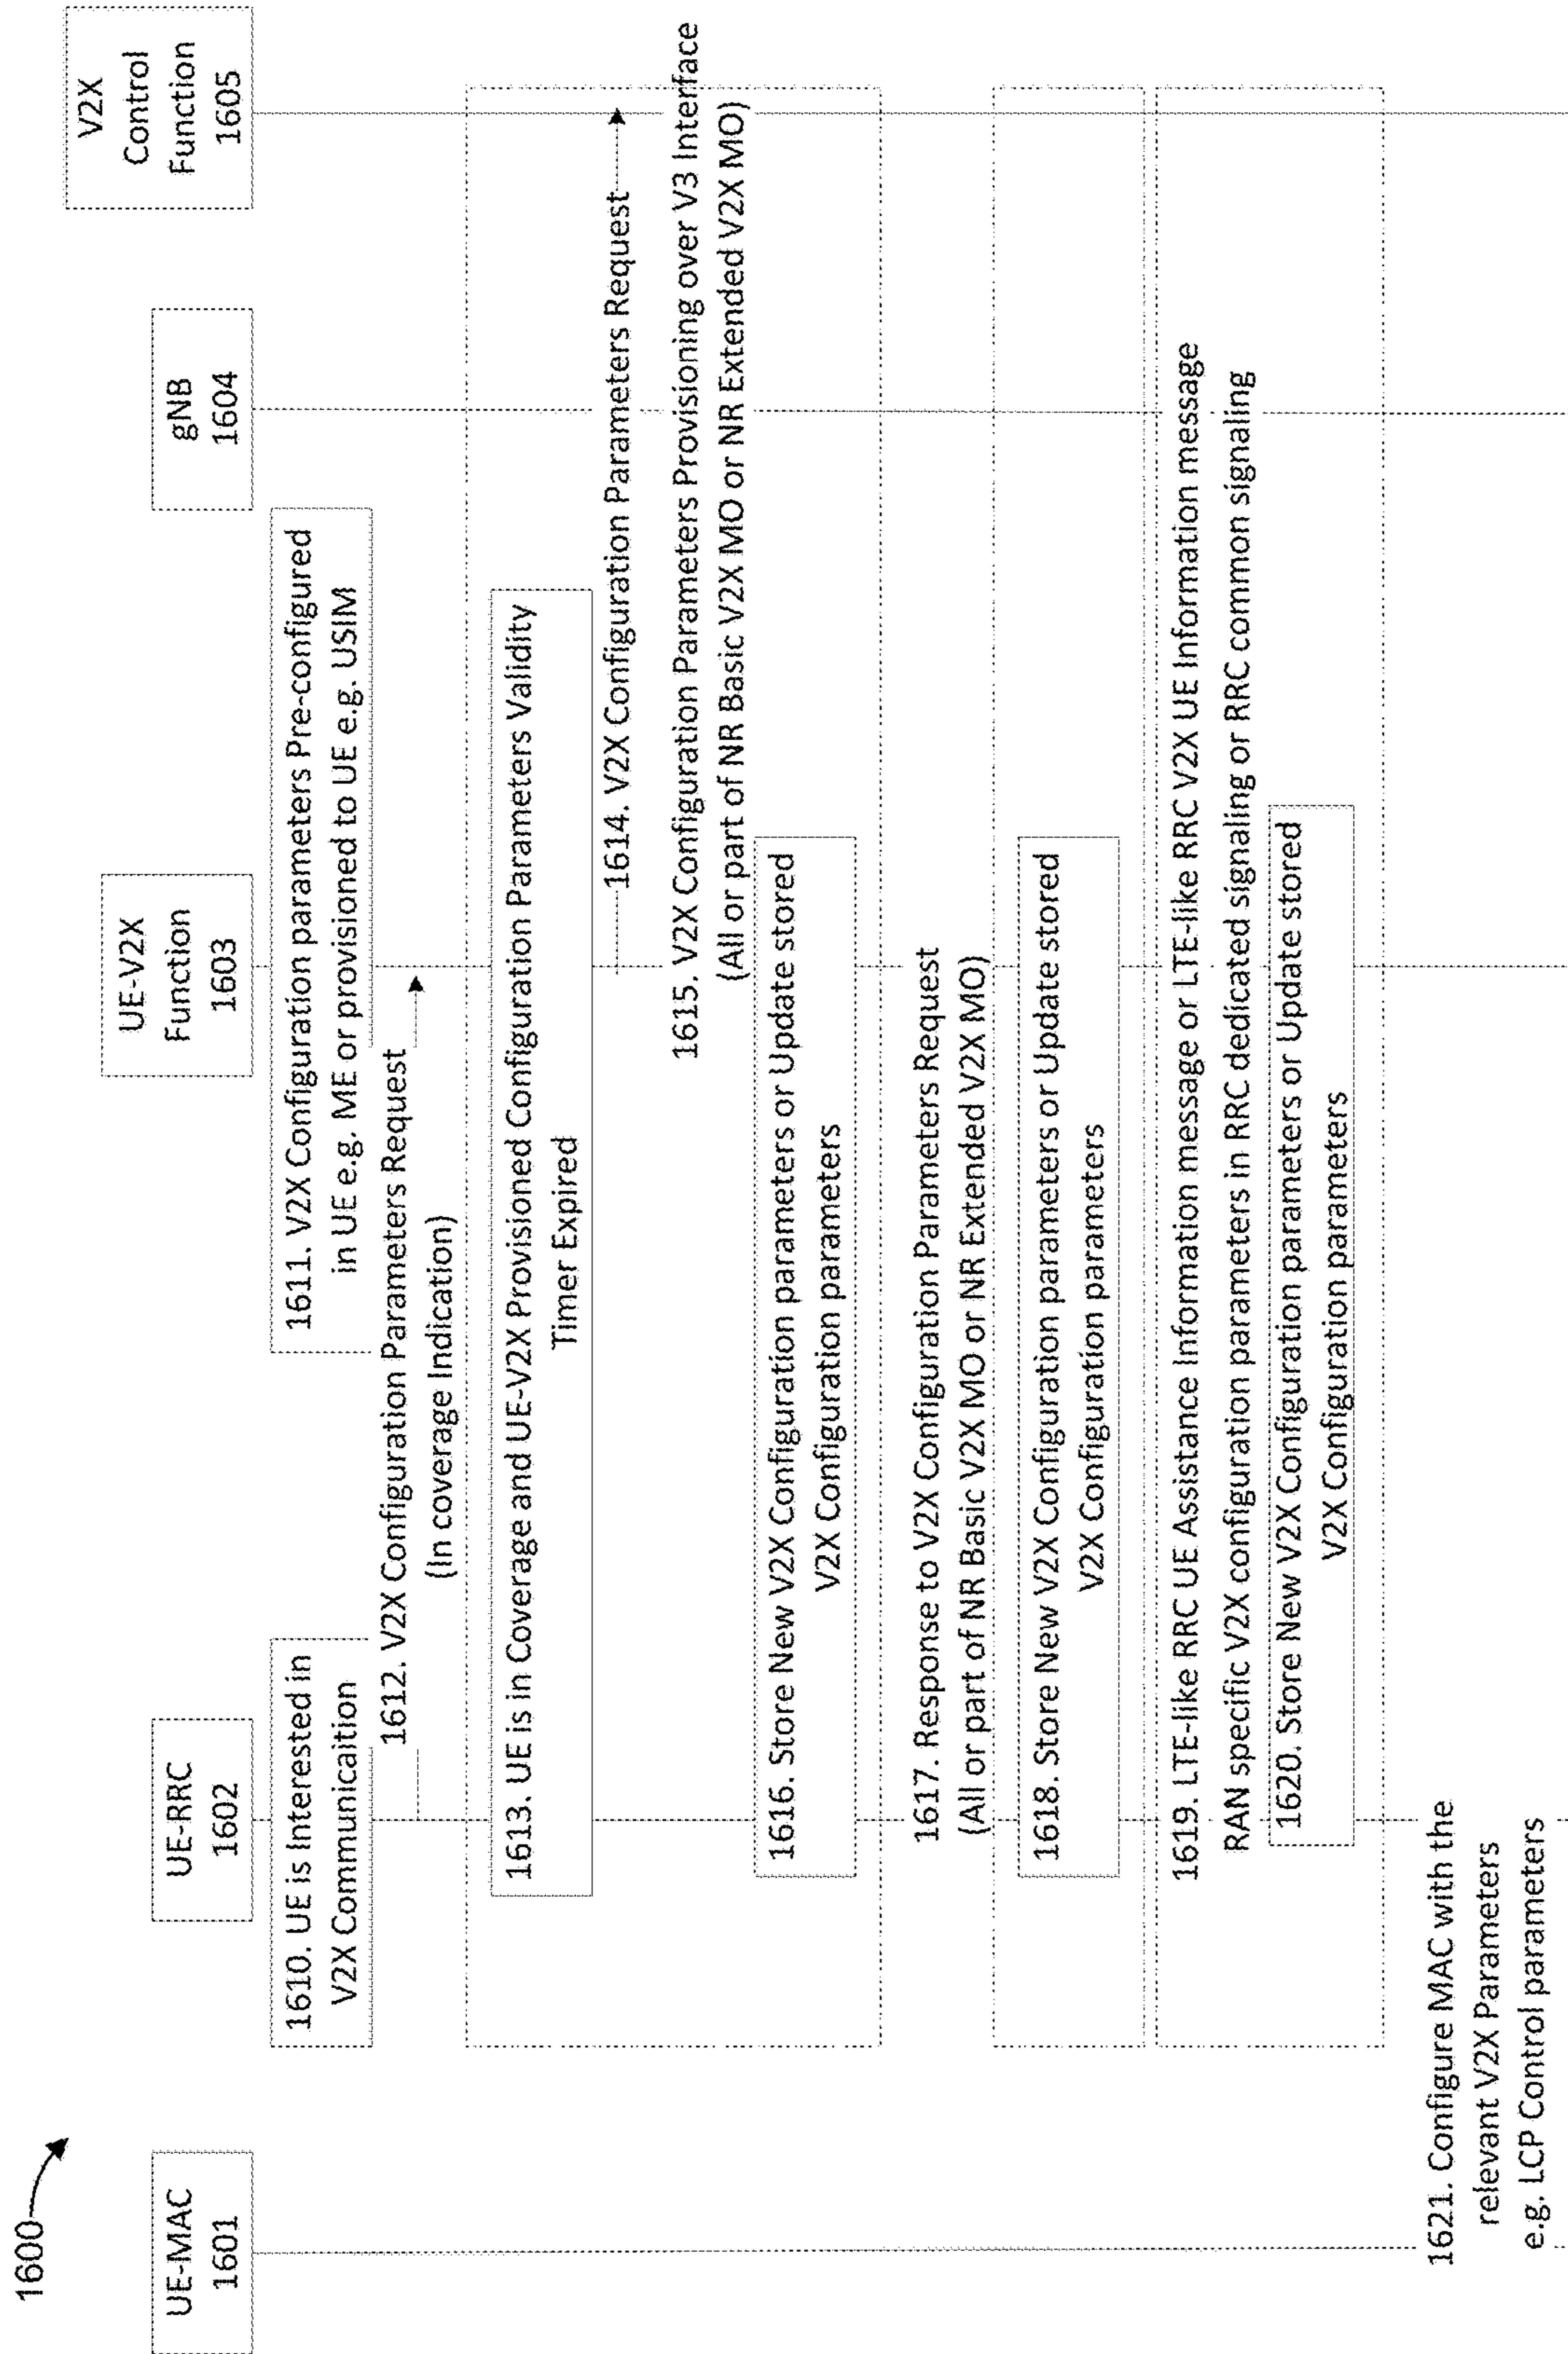 1600
UE-MAC
1601
UE-RRC
1602
UE-V2X
Function
1603
gNB
1604
V2X
Control
Function
1605
1610. UE is Interested in
V2X Communicaiton
1611. V2X Configuration parameters Pre-configured
in UE e.g. ME or provisioned to UE e.g. USIM
1612. V2X Configuration Parameters Request
(In coverage Indication)
1613. UE is in Coverage and UE-V2X Provisioned Configuration Parameters Validity
Timer Expired
1614. V2X Configuration Parameters Request
1615. V2X Configuration Parameters Provisioning over V3 Interface
(All or part of NR Basic V2X MO or NR Extended V2X MO)
1616. Store New V2X Configuration parameters or Update stored
V2X Configuration parameters
1617. Response to V2X Configuration Parameters Request
(All or part of NR Basic V2X MO or NR Extended V2X MO)
1618. Store New V2X Configuration parameters or Update stored
V2X Configuration parameters
1619. LTE-like RRC UE Assistance Information message or LTE-like RRC V2X UE Information message
RAN specific V2X configuration parameters in RRC dedicated signaling or RRC common signaling
1620. Store New V2X Configuration parameters or Update stored
V2X Configuration parameters
1621. Configure MAC with the
relevant V2X Parameters
e.g. LCP Control parameters